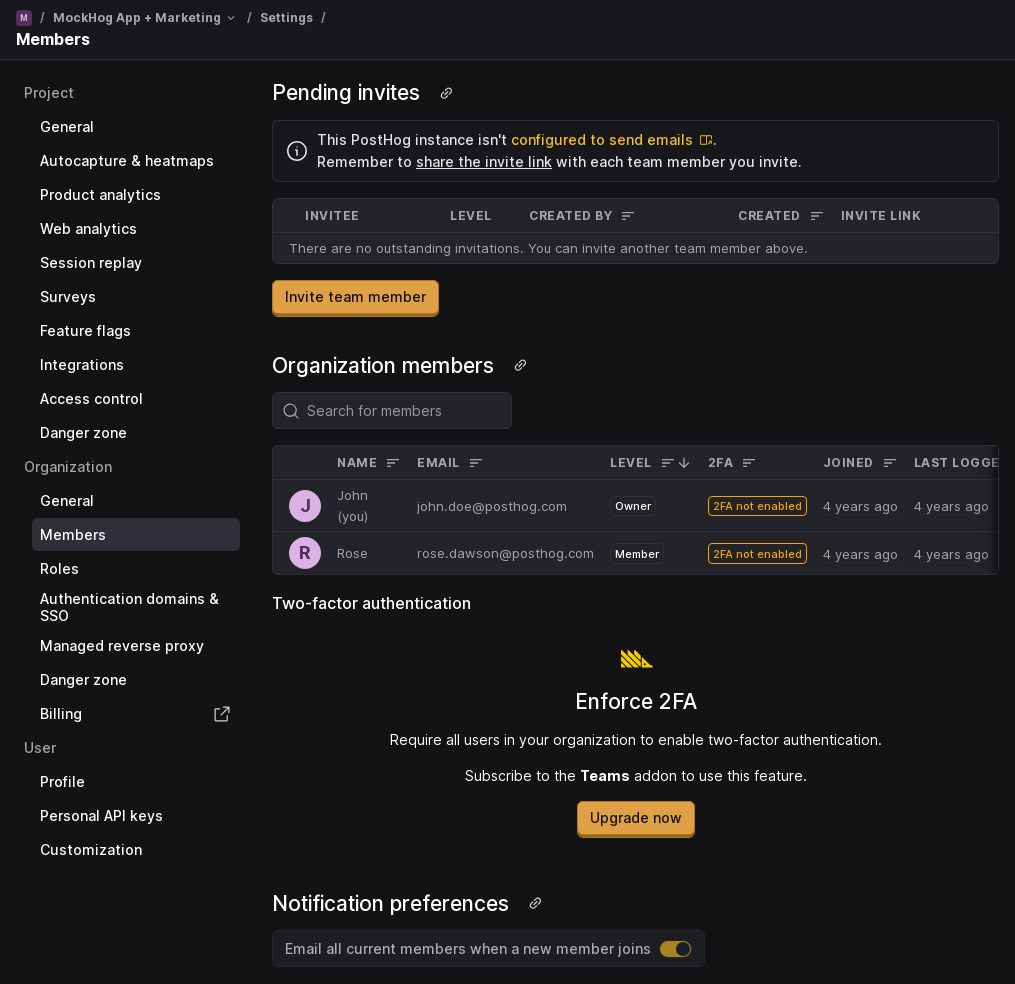 M / MockHog App + Marketing / Settings /
Members
Project
General
Autocapture & heatmaps
Product analytics
Web analytics
Session replay
Surveys
Feature flags
Integrations
Access control
Danger zone
Organization
General
Members
Roles
Authentication domains &
SSO
Managed reverse proxy
Danger zone
Billing
User
Profile
Personal API keys
Customization
Pending invites
This PostHog instance isn't configured to send emails.
Remember to share the invite link with each team member you invite.
INVITEE LEVEL CREATED BY CREATED INVITE LINK
There are no outstanding invitations. You can invite another team member above.
Invite team member
Organization members
Search for members
NAME EMAIL LEVEL 2FA JOINED LAST LOGGE
J John (you) john.doe@posthog.com Owner 2FA not enabled 4 years ago 4 years ago
R Rose rose.dawson@posthog.com Member 2FA not enabled 4 years ago 4 years ago
Two-factor authentication
Enforce 2FA
Require all users in your organization to enable two-factor authentication.
Subscribe to the Teams addon to use this feature.
Upgrade now
Notification preferences
Email all current members when a new member joins